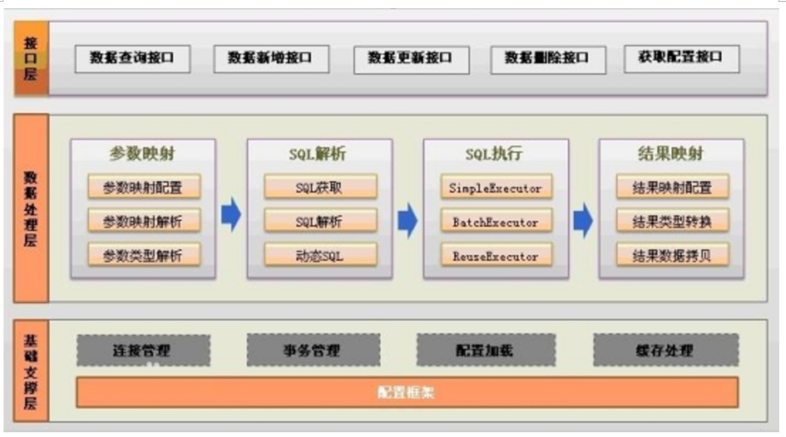 接口层
数据查询接口 数据新增接口 数据更新接口 数据删除接口 获取配置接口
数据处理层
参数映射 SQL解析 SQL执行 结果映射
参数映射配置 SQL获取 SimpleExecutor 结果映射配置
参数映射解析 SQL解析 BatchExecutor 结果类型转换
参数类型解析 动态SQL ReuseExecutor 结果数据拷贝
基础支撑层
连接管理 事务管理 配置加载 缓存处理
配置框架